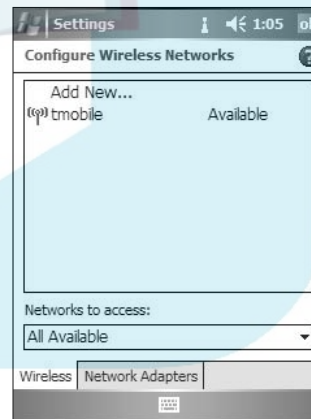 Settings 1:05 ok
Configure Wireless Networks
Add New...
tmobile Available
Networks to access:
All Available
Wireless Network Adapters